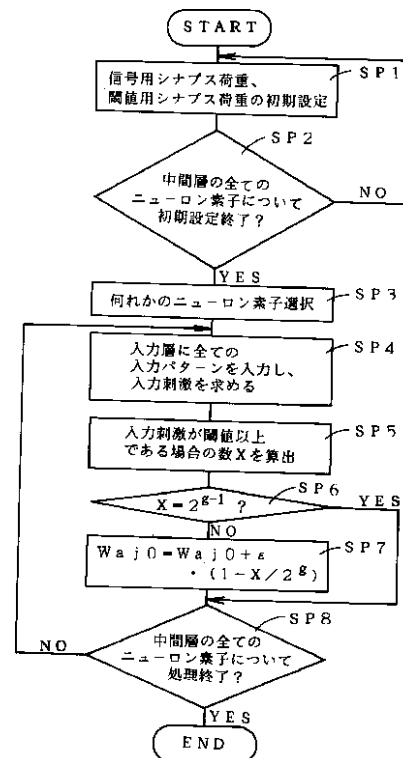 START
SP1
信号用シナプス荷重、
閾値用シナプス荷重の初期設定
SP2
中間層の全ての
ニューロン素子について
初期設定終了?
NO
YES
何れかのニューロン素子選択
SP3
SP4
入力層に全ての
入力パターンを入力し、
入力刺激を求める
SP5
入力刺激が閾値以上
である場合の数Xを算出
SP6
X=2^{g-1} ?
YES
NO
SP7
Waj0=Waj0+ε
・(1-X/2^g)
SP8
中間層の全ての
ニューロン素子について
処理終了?
NO
YES
END